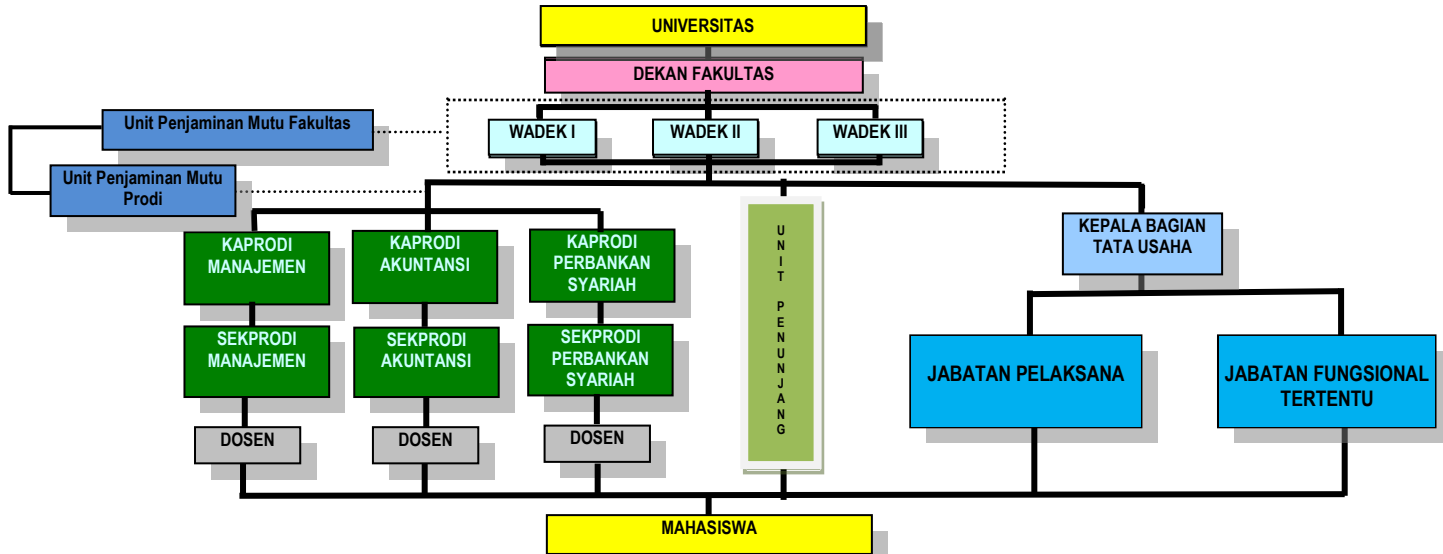 UNIVERSITAS
DEKAN FAKULTAS
Unit Penjaminan Mutu Fakultas
WADEK I
WADEK II
WADEK III
Unit Penjaminan Mutu
Prodi
KAPRODI
MANAJEMEN
KAPRODI
AKUNTANSI
KAPRODI
PERBANKAN
SYARIAH
UNIT PENUNJANG
KEPALA BAGIAN
TATA USAHA
SEKPRODI
MANAJEMEN
SEKPRODI
AKUNTANSI
SEKPRODI
PERBANKAN
SYARIAH
JABATAN PELAKSANA
JABATAN FUNGSIONAL
TERTENTU
DOSEN
DOSEN
DOSEN
MAHASISWA